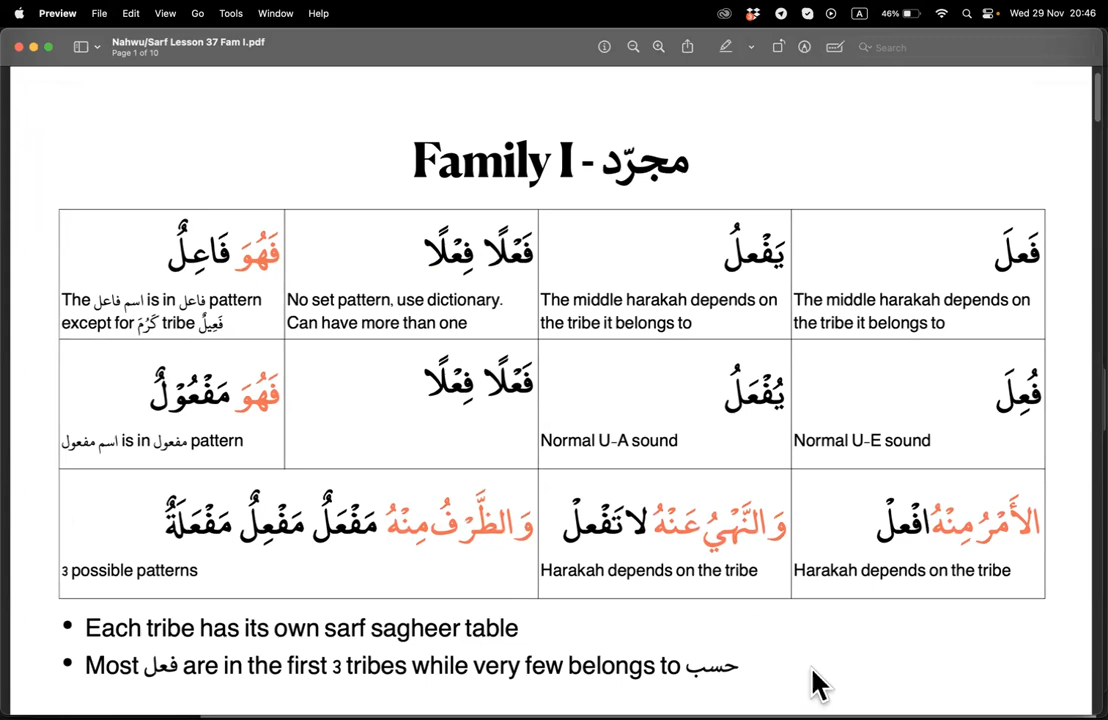 Preview File Edit View Go Tools Window Help A 46% Wed 29 Nov 20:46
Nahwu/Sarf Lesson 37 Fam I.pdf
Page 1 of 10
Search
Family I - مجرّد
فَعلَ
The middle harakah depends on
the tribe it belongs to
يَفْعلُ
The middle harakah depends on
the tribe it belongs to
فَعْلًا فِعْلًا
No set pattern, use dictionary.
Can have more than one
فَهُوَ فَاعِلٌ
The اسم فاعل is in فاعل pattern
except for كَرُمَ tribe فَعِيلٌ
فُعِلَ
Normal U-E sound
يُفْعَلُ
Normal U-A sound
فَعْلًا فِعْلًا
فَهُوَ مَفْعُوْلٌ
اسم مفعول is in مفعول pattern
الأَمْرُ مِنْهُ افْعلْ
Harakah depends on the tribe
وَالنَّهْيُ عَنْهُ لا تَفْعلْ
Harakah depends on the tribe
وَالظَّرْفُ مِنْهُ مَفْعَلٌ مَفْعِلٌ مَفْعَلَةٌ
3 possible patterns
• Each tribe has its own sarf sagheer table
• Most فعل are in the first 3 tribes while very few belongs to حسب